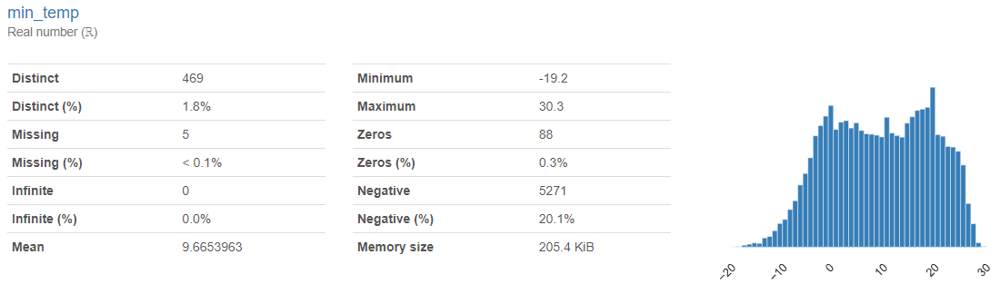 min_temp
Real number (ℝ)
Distinct 469
Distinct (%) 1.8%
Missing 5
Missing (%) < 0.1%
Infinite 0
Infinite (%) 0.0%
Mean 9.6653963
Minimum -19.2
Maximum 30.3
Zeros 88
Zeros (%) 0.3%
Negative 5271
Negative (%) 20.1%
Memory size 205.4 KiB
−20 −10 0 10 20 30